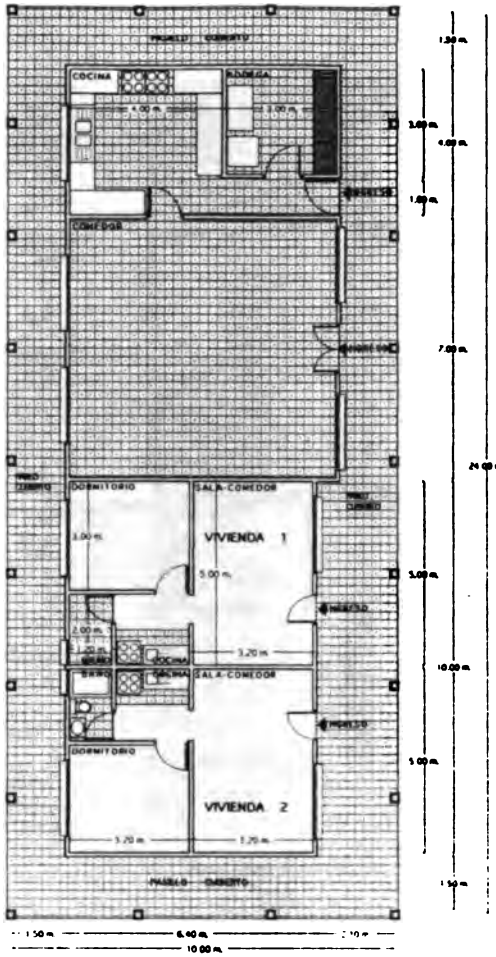 PASILLO CUBIERTO
1.50 m.
COCINA
BODEGA
4.00 m.
3.00 m.
3.00 m.
4.00 m.
1.00 m.
INGRESO
COMEDOR
INGRESO
7.00 m.
24.00 m.
CUBIERTO
CUBIERTO
DORMITORIO
SALA-COMEDOR
VIVIENDA 1
3.00 m.
5.00 m.
5.00 m.
INGRESO
2.00 m.
1.20 m.
3.20 m.
BAÑO
COCINA
10.00 m.
BAÑO
COCINA
SALA-COMEDOR
INGRESO
DORMITORIO
5.00 m.
VIVIENDA 2
3.20 m.
3.20 m.
PASILLO CUBIERTO
1.50 m.
1.50 m.
6.40 m.
10.00 m.